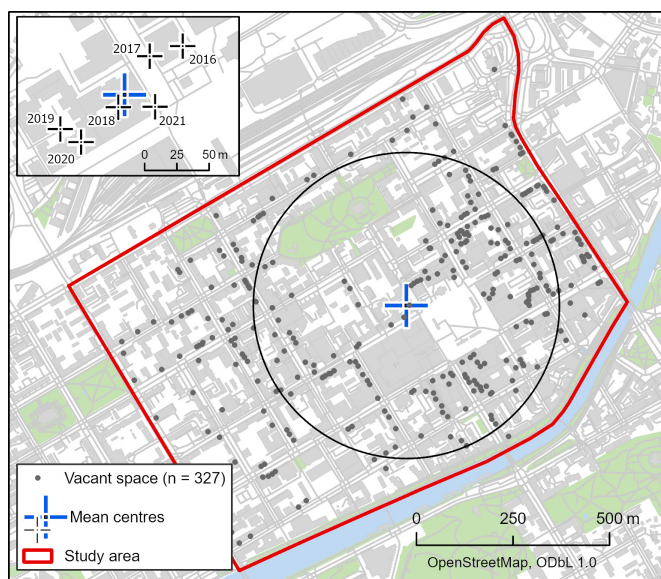 2017
2016
2019
2018
2021
2020
0 25 50 m
Vacant space (n = 327)
Mean centres
Study area
0 250 500 m
OpenStreetMap, ODbL 1.0